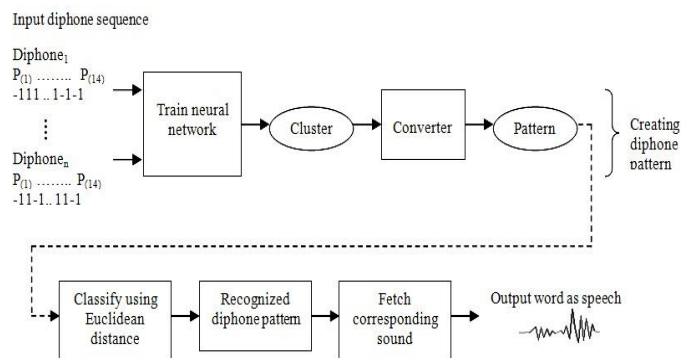 Input diphone sequence
Diphone1
P(1) ........ P(14)
-111 .. 1-1-1
Diphonen
P(1) ........ P(14)
-11-1.. 11-1
Train neural
network
Cluster
Converter
Pattern
Creating
diphone
pattern
Classify using
Euclidean
distance
Recognized
diphone pattern
Fetch
corresponding
sound
Output word as speech